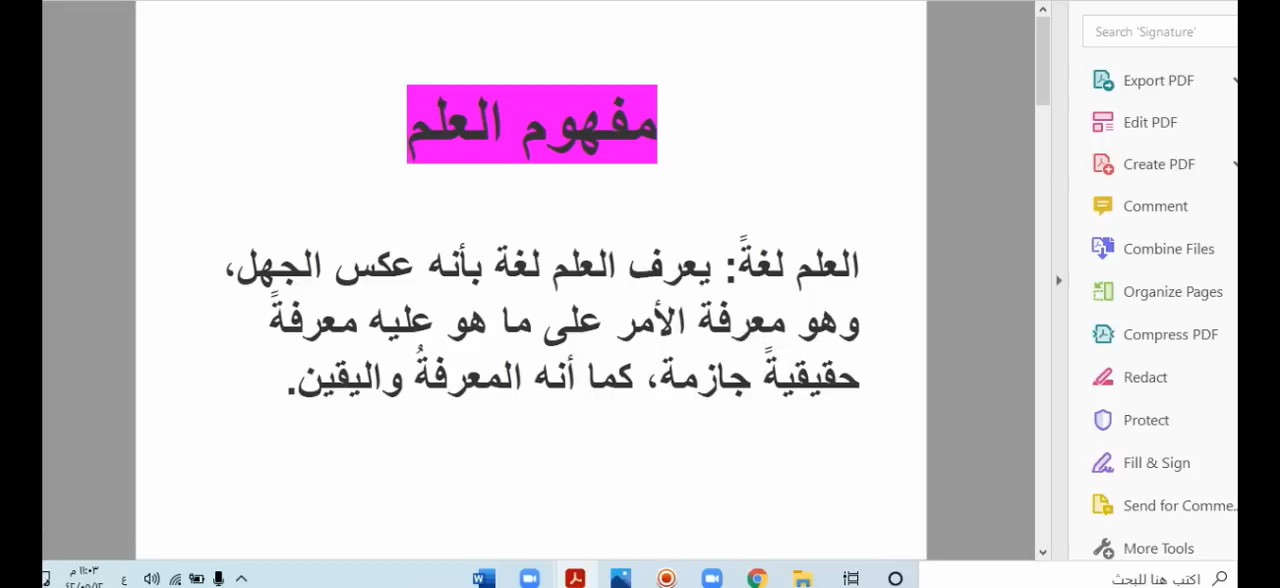 مفهوم العلم
العلم لغةً: يعرف العلم لغة بأنه عكس الجهل،
وهو معرفة الأمر على ما هو عليه معرفةً
حقيقيةً جازمة، كما أنه المعرفةُ واليقين.
Search 'Signature'
Export PDF
Edit PDF
Create PDF
Comment
Combine Files
Organize Pages
Compress PDF
Redact
Protect
Fill & Sign
Send for Comme...
More Tools
اكتب هنا للبحث
ع
١١:٠٣ م